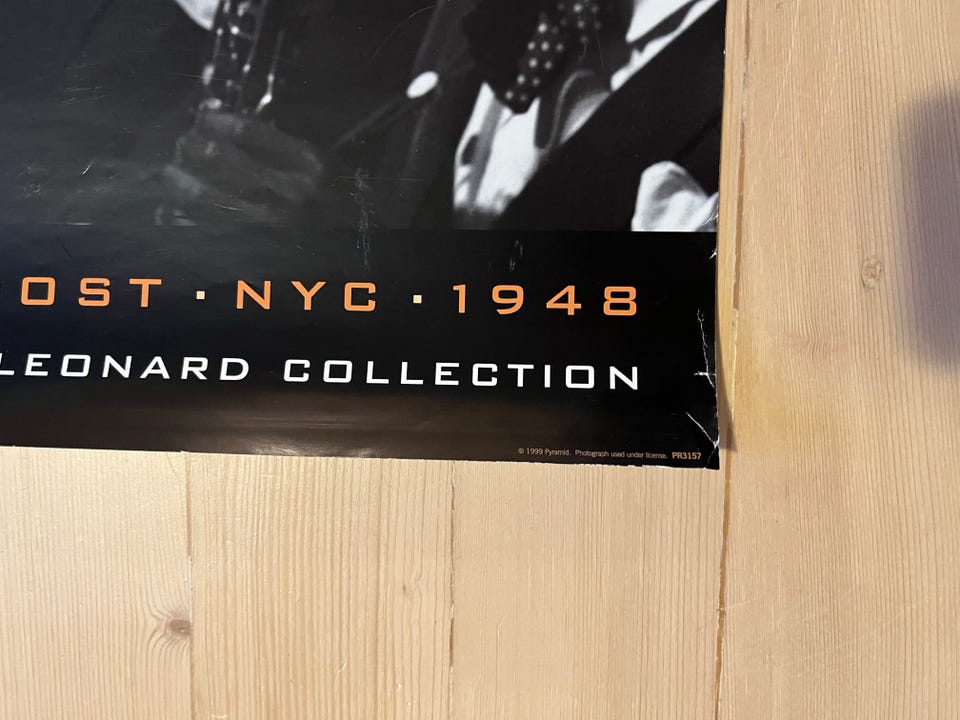 OST · NYC · 1948
LEONARD COLLECTION
© 1999 Pyramid. Photograph used under license. PR3157